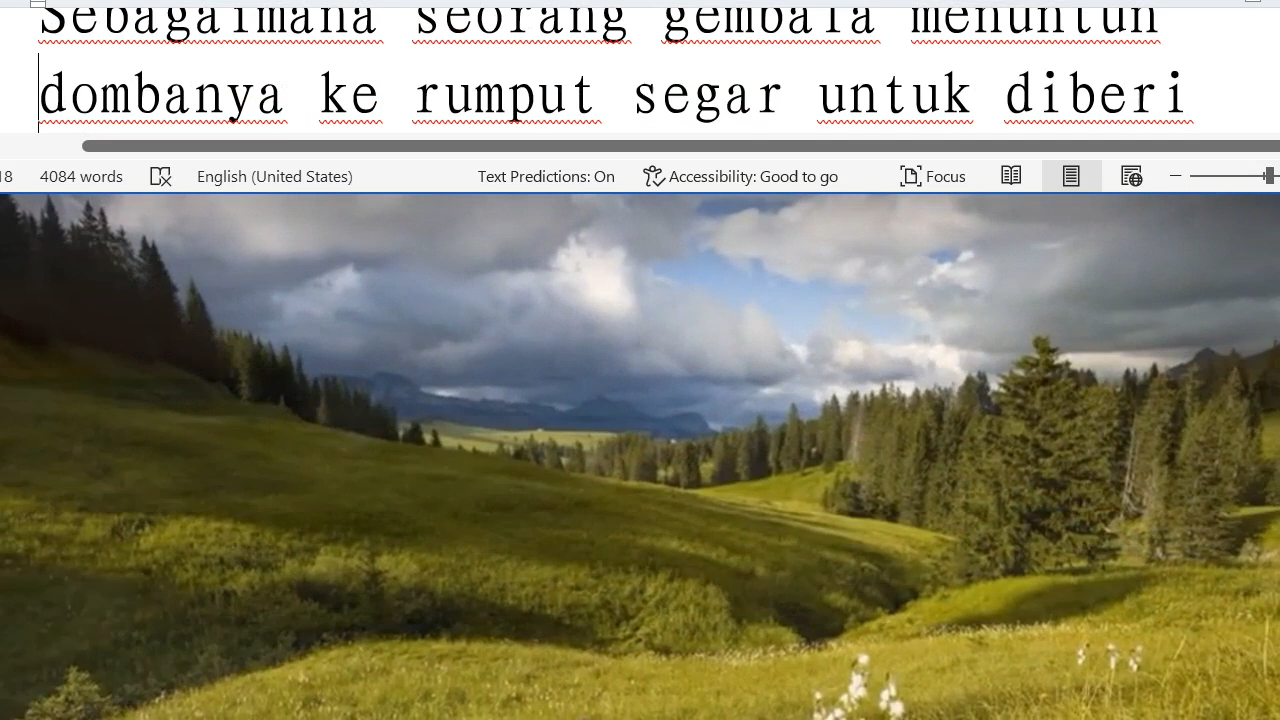 Sebagaimana seorang gembala menuntun
dombanya ke rumput segar untuk diberi
18 4084 words English (United States) Text Predictions: On Accessibility: Good to go Focus